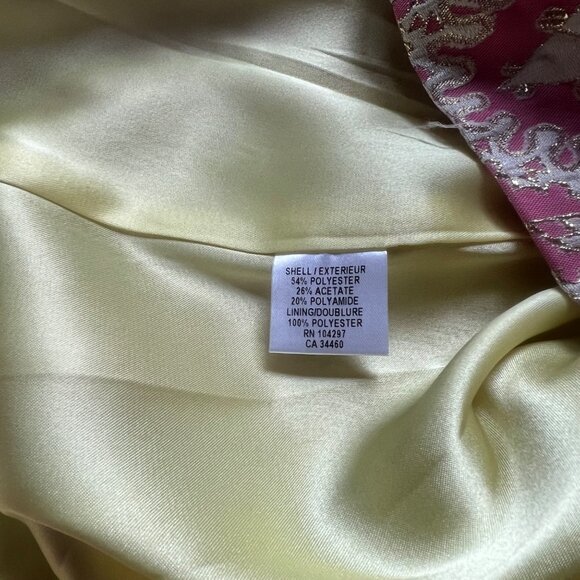 SHELL / EXTERIEUR
54% POLYESTER
26% ACETATE
20% POLYAMIDE
LINING/DOUBLURE
100% POLYESTER
RN 104297
CA 34460